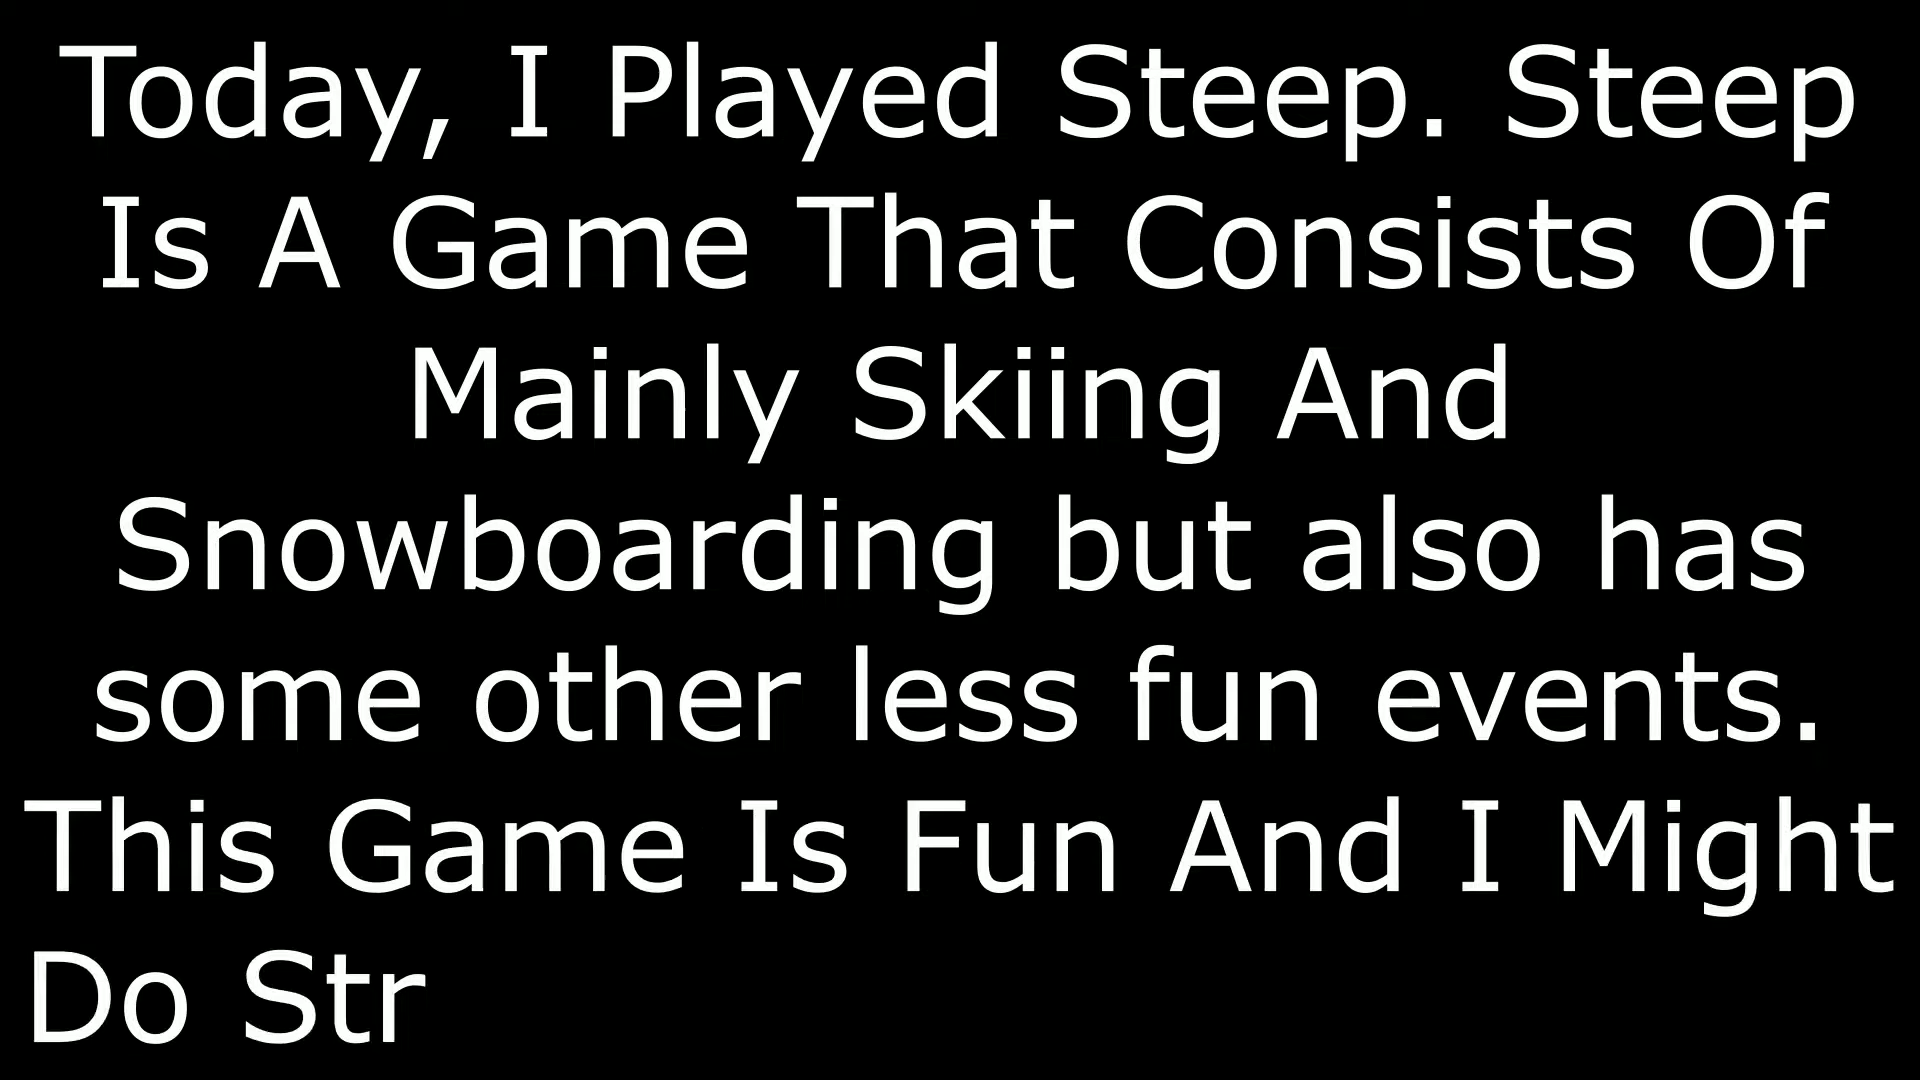 Today, I Played Steep. Steep
Is A Game That Consists Of
Mainly Skiing And
Snowboarding but also has
some other less fun events.
This Game Is Fun And I Might
Do Str